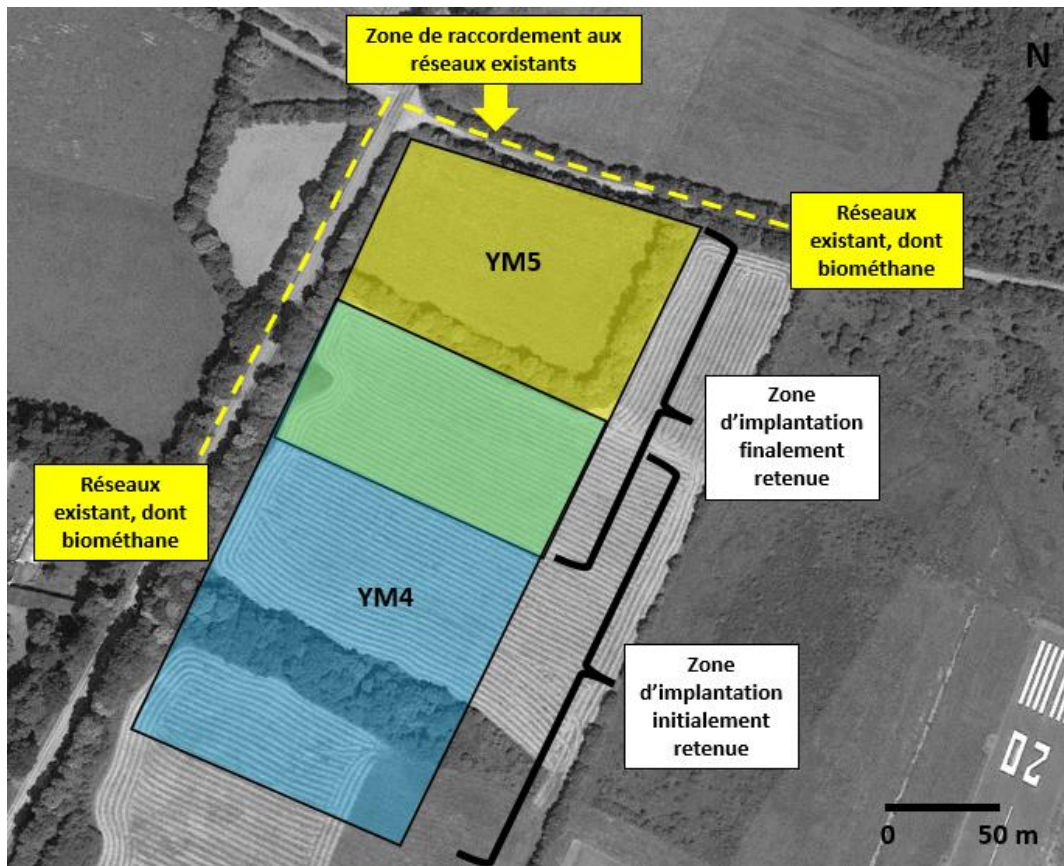 Zone de raccordement aux
réseaux existants
N
YM5
Réseaux
existant, dont
biométhane
Zone
d'implantation
finalement
retenue
Réseaux
existant, dont
biométhane
YM4
Zone
d'implantation
initialement
retenue
20
0 50 m